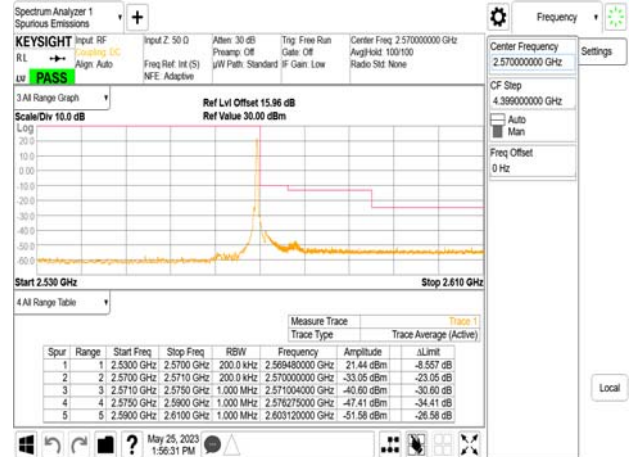 Spectrum Analyzer 1
Spurious Emissions
Frequency
KEYSIGHT
Input: RF
Coupling: DC
Align: Auto
Input Z: 50 Ω
Freq Ref: Int (S)
NFE: Adaptive
Atten: 30 dB
Preamp: Off
µW Path: Standard
Trig: Free Run
Gate: Off
IF Gain: Low
Center Freq: 2.570000000 GHz
Avg|Hold: 100/100
Radio Std: None
RL
PASS
Center Frequency
2.570000000 GHz
Settings
CF Step
4.399000000 GHz
Auto
Man
Freq Offset
0 Hz
3 All Range Graph
Scale/Div 10.0 dB
Ref Lvl Offset 15.96 dB
Ref Value 30.00 dBm
Log
20.0
10.0
0.00
-10.0
-20.0
-30.0
-40.0
-50.0
-60.0
Start 2.530 GHz
Stop 2.610 GHz
4 All Range Table
Measure Trace Trace 1
Trace Type Trace Average (Active)
Spur Range Start Freq Stop Freq RBW Frequency Amplitude ΔLimit
1 1 2.5300 GHz 2.5700 GHz 200.0 kHz 2.569480000 GHz 21.44 dBm -8.557 dB
2 2 2.5700 GHz 2.5710 GHz 200.0 kHz 2.570000000 GHz -33.05 dBm -23.05 dB
3 3 2.5710 GHz 2.5750 GHz 1.000 MHz 2.571004000 GHz -40.60 dBm -30.60 dB
4 4 2.5750 GHz 2.5900 GHz 1.000 MHz 2.576275000 GHz -47.41 dBm -34.41 dB
5 5 2.5900 GHz 2.6100 GHz 1.000 MHz 2.603120000 GHz -51.58 dBm -26.58 dB
Local
May 25, 2023
1:56:31 PM